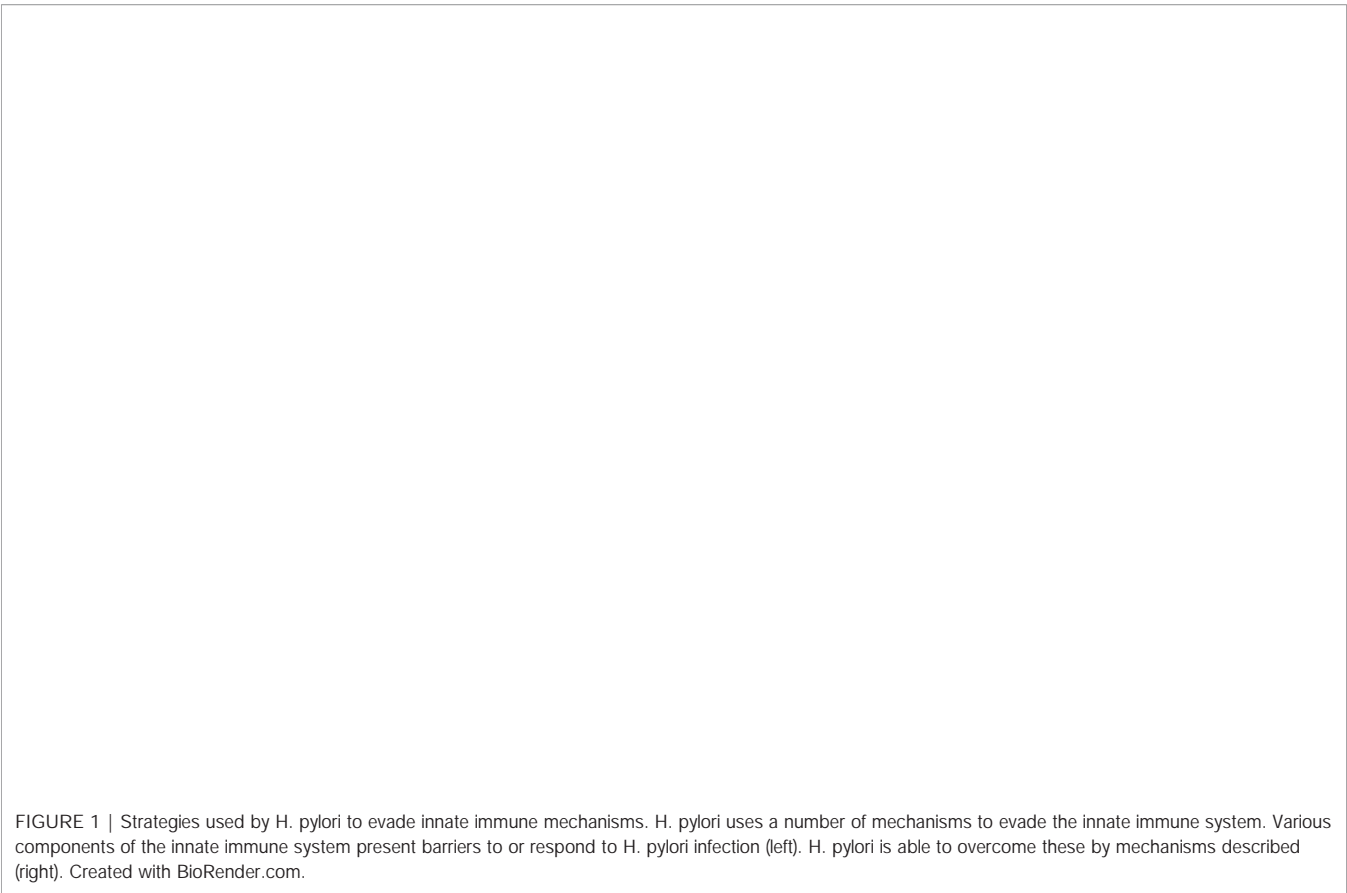 FIGURE 1 | Strategies used by H. pylori to evade innate immune mechanisms. H. pylori uses a number of mechanisms to evade the innate immune system. Various
components of the innate immune system present barriers to or respond to H. pylori infection (left). H. pylori is able to overcome these by mechanisms described
(right). Created with BioRender.com.